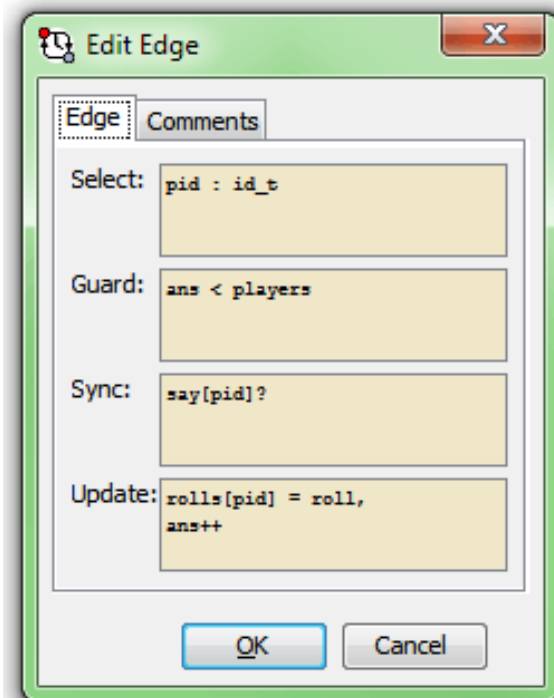 Edit Edge
Edge Comments
Select: pid : id_t
Guard: ans < players
Sync: say[pid]?
Update: rolls[pid] = roll,
ans++
OK Cancel